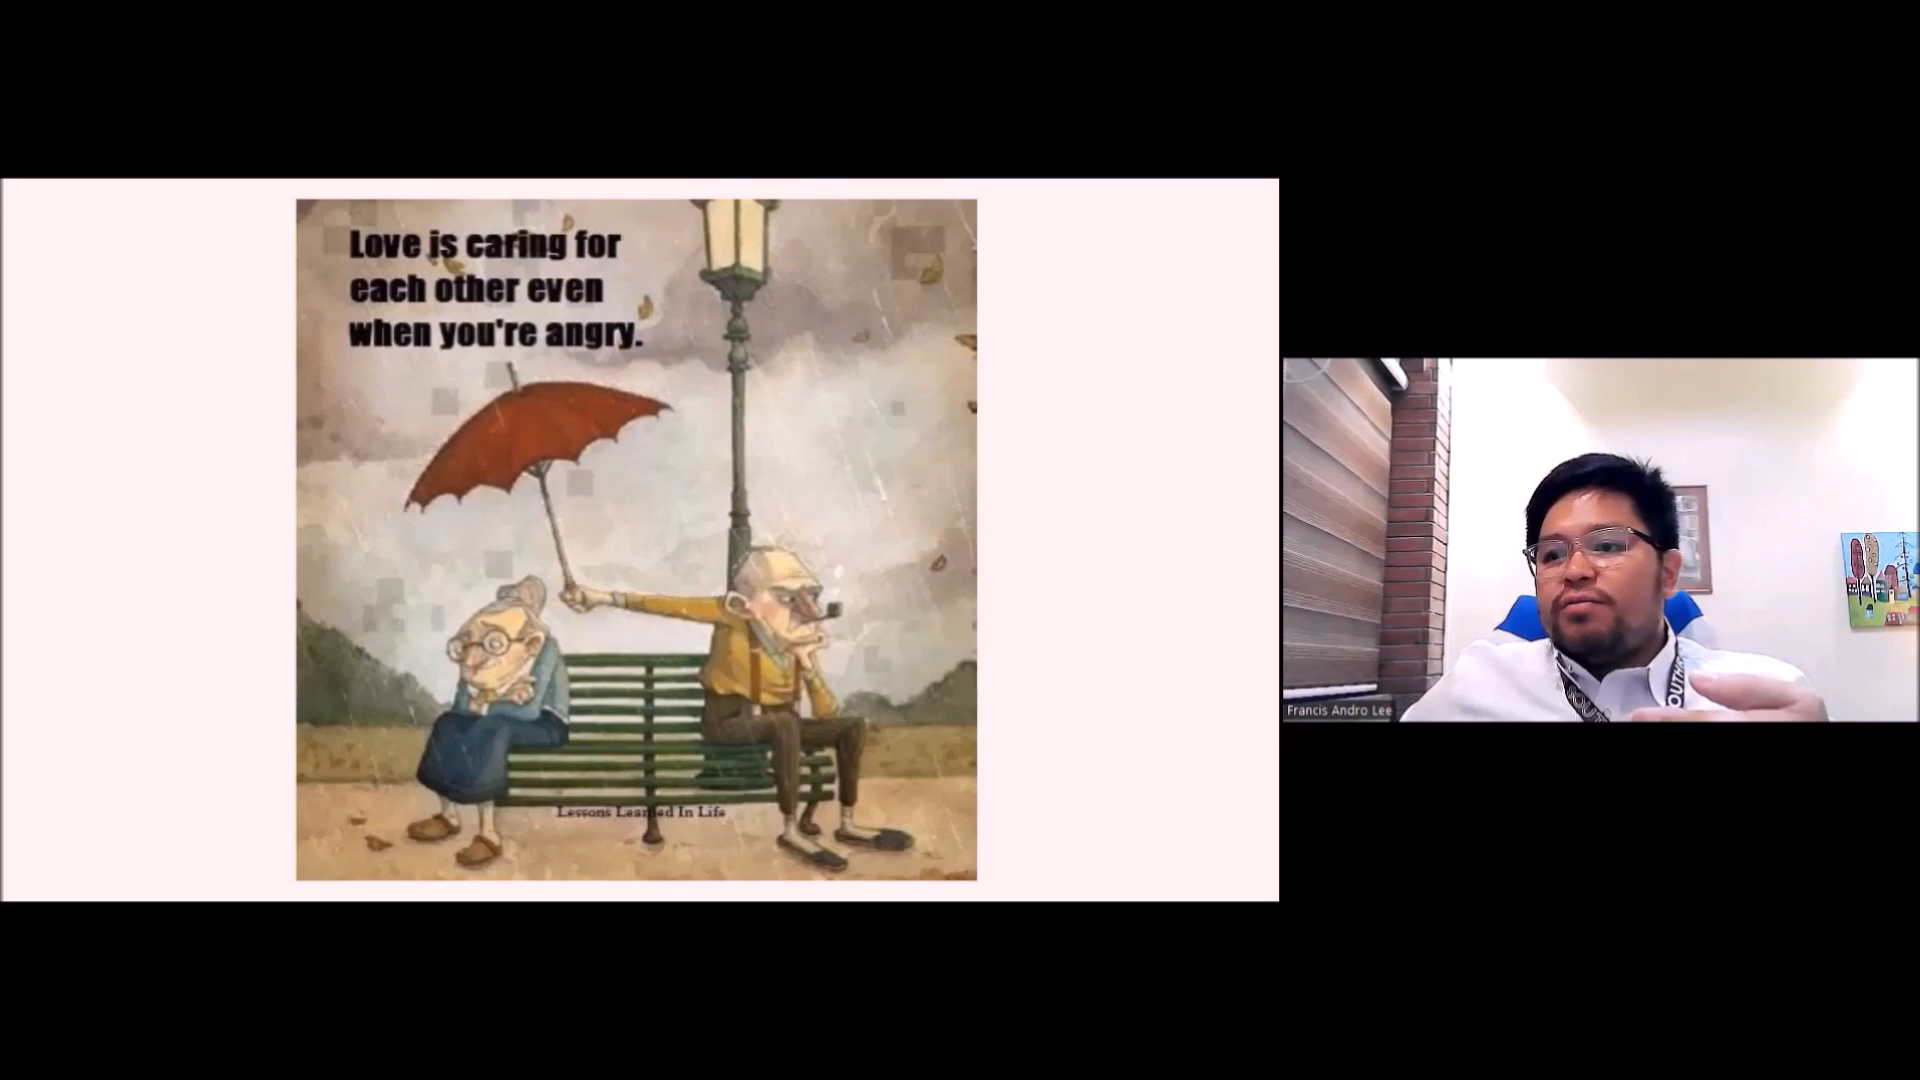 Love is caring for
each other even
when you're angry.
Lessons Learned In Life
Francis Andro Lee